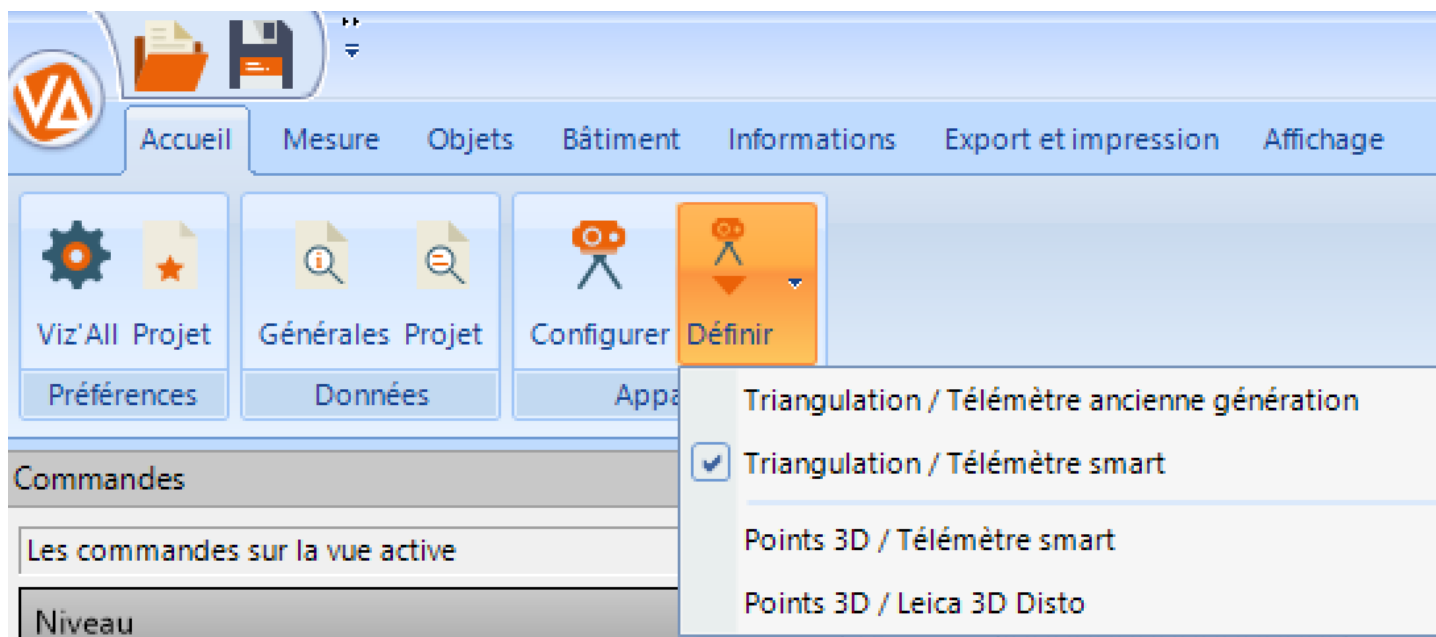 VA
Accueil Mesure Objets Bâtiment Informations Export et impression Affichage
Viz'All Projet Générales Projet Configurer Définir
Préférences Données Appa
Triangulation / Télémètre ancienne génération
Triangulation / Télémètre smart
Points 3D / Télémètre smart
Points 3D / Leica 3D Disto
Commandes
Les commandes sur la vue active
Niveau